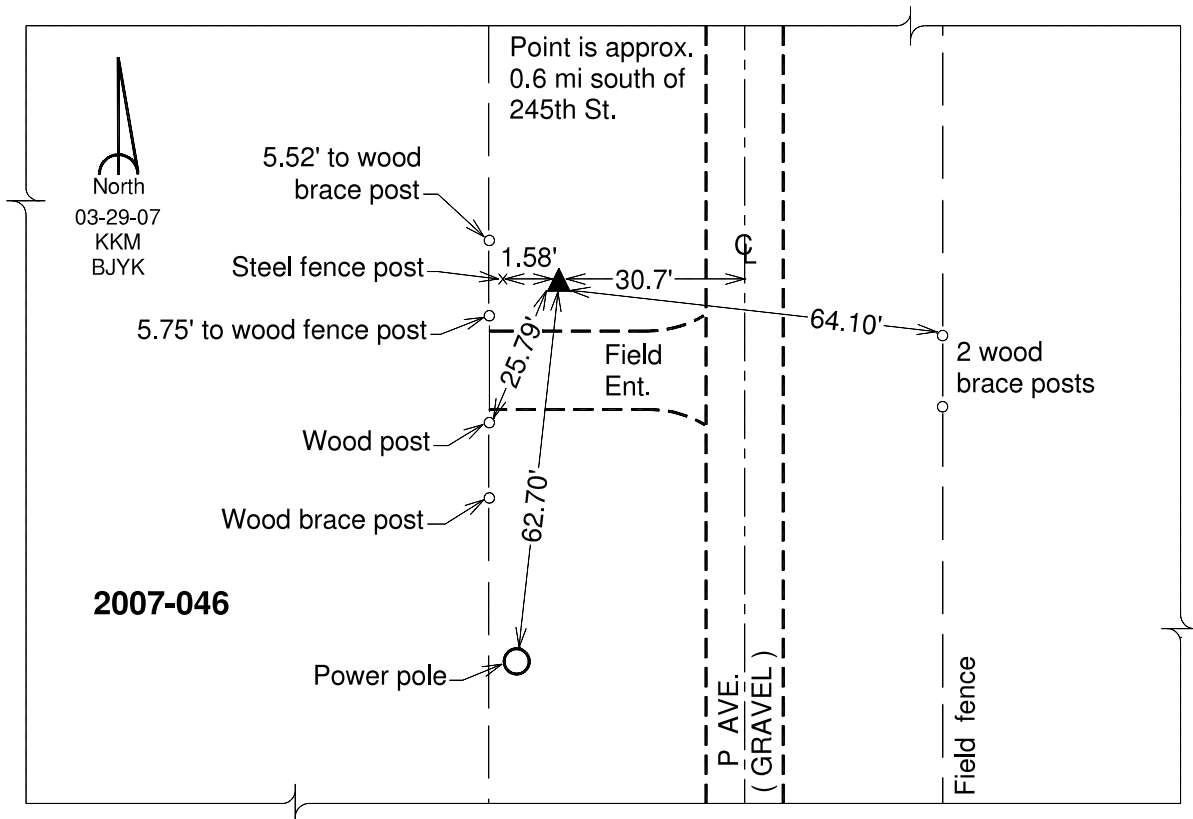 Point is approx.
0.6 mi south of
245th St.
North
03-29-07
KKM
BJYK
5.52' to wood
brace post
Steel fence post
1.58'
30.7'
℄
5.75' to wood fence post
25.79'
Field
Ent.
64.10'
2 wood
brace posts
Wood post
62.70'
Wood brace post
2007-046
Power pole
P AVE.
( GRAVEL )
Field fence